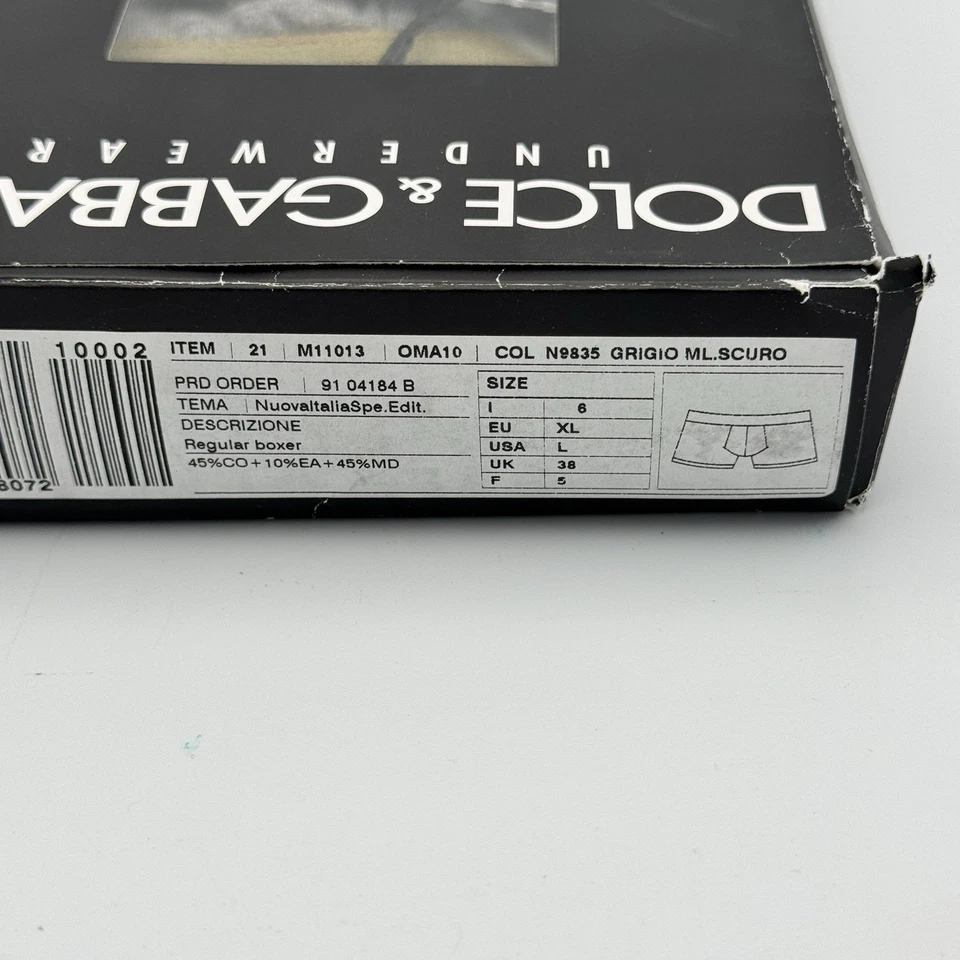 UNDERWEAR
DOLCE & GABBA
10002
8072
ITEM | 21 | M11013 | OMA10 | COL N9835 GRIGIO ML.SCURO
PRD ORDER | 91 04184 B
TEMA | NuovaItaliaSpe.Edit.
DESCRIZIONE
Regular boxer
45%CO+10%EA+45%MD
SIZE
I | 6
EU | XL
USA | L
UK | 38
F | 5